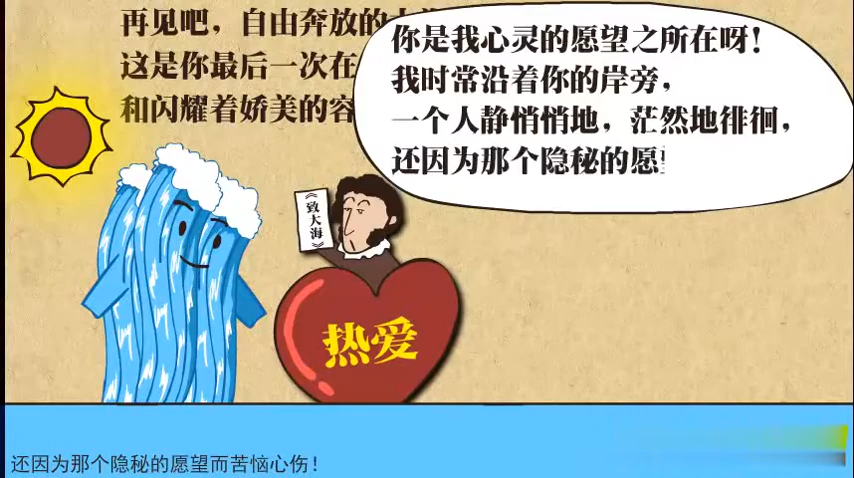 再见吧，自由奔放的大
这是你最后一次在
和闪耀着娇美的容
你是我心灵的愿望之所在呀！
我时常沿着你的岸旁，
一个人静悄悄地，茫然地徘徊，
还因为那个隐秘的愿
《致大海》
热爱
还因为那个隐秘的愿望而苦恼心伤！